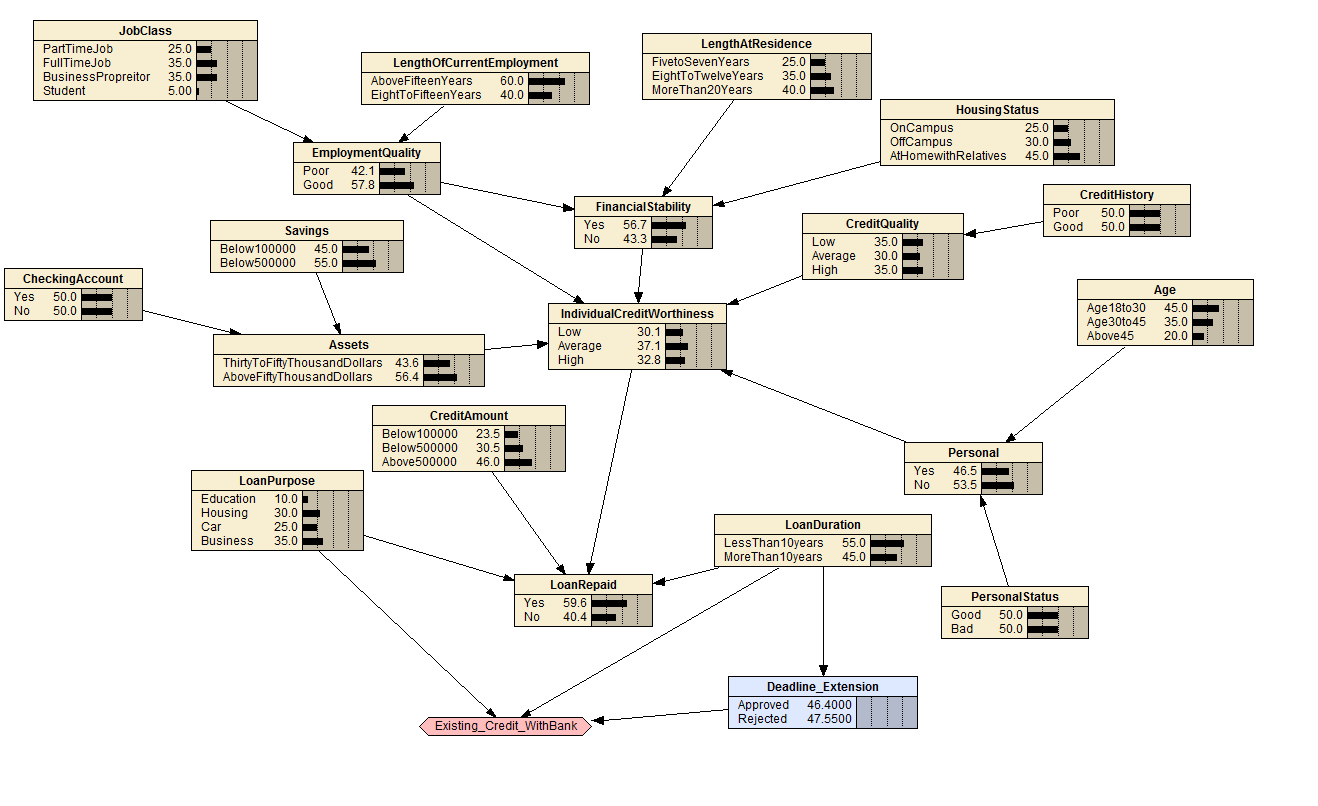 JobClass
PartTimeJob 25.0
FullTimeJob 35.0
BusinessPropreitor 35.0
Student 5.00
LengthOfCurrentEmployment
AboveFifteenYears 60.0
EightToFifteenYears 40.0
LengthAtResidence
FivetoSevenYears 25.0
EightToTwelveYears 35.0
MoreThan20Years 40.0
HousingStatus
OnCampus 25.0
OffCampus 30.0
AtHomewithRelatives 45.0
EmploymentQuality
Poor 42.1
Good 57.8
FinancialStability
Yes 56.7
No 43.3
CreditHistory
Poor 50.0
Good 50.0
CreditQuality
Low 35.0
Average 30.0
High 35.0
Savings
Below100000 45.0
Below500000 55.0
CheckingAccount
Yes 50.0
No 50.0
Age
Age18to30 45.0
Age30to45 35.0
Above45 20.0
IndividualCreditWorthiness
Low 30.1
Average 37.1
High 32.8
Assets
ThirtyToFiftyThousandDollars 43.6
AboveFiftyThousandDollars 56.4
CreditAmount
Below100000 23.5
Below500000 30.5
Above500000 46.0
Personal
Yes 46.5
No 53.5
LoanPurpose
Education 10.0
Housing 30.0
Car 25.0
Business 35.0
LoanDuration
LessThan10years 55.0
MoreThan10years 45.0
LoanRepaid
Yes 59.6
No 40.4
PersonalStatus
Good 50.0
Bad 50.0
Deadline_Extension
Approved 46.4000
Rejected 47.5500
Existing_Credit_WithBank